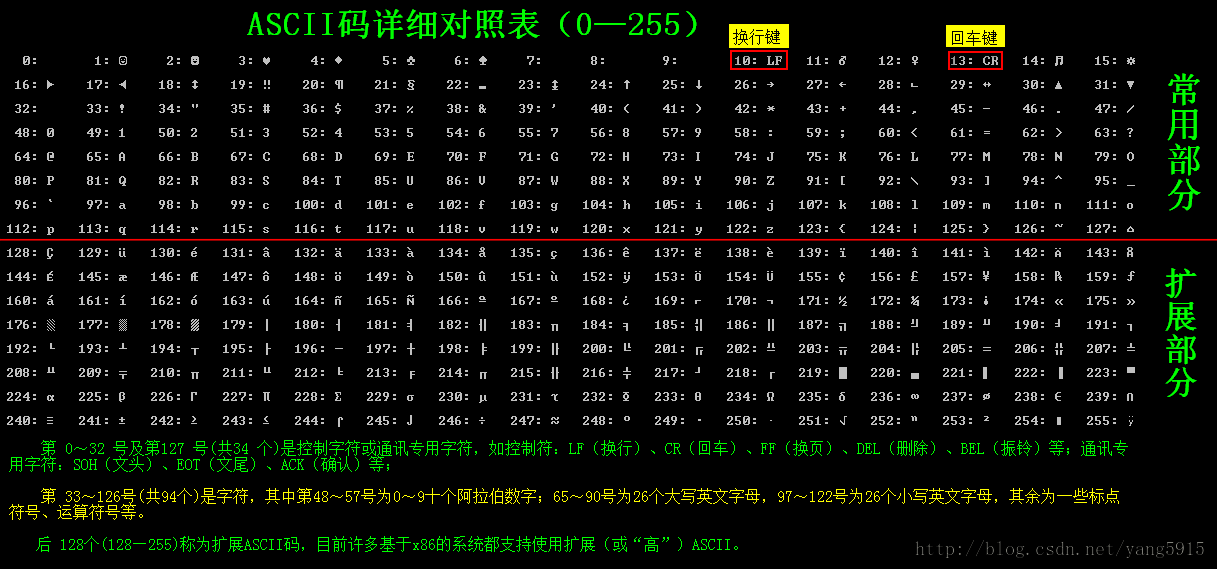 ASCII码详细对照表（0—255）
换行键
回车键
0: 1: ☺ 2: ☻ 3: ♥ 4: ♦ 5: ♣ 6: ♠ 7: 8: 9: 10: LF 11: ♂ 12: ♀ 13: CR 14: ♫ 15: ☼
16: ► 17: ◄ 18: ↕ 19: ‼ 20: ¶ 21: § 22: ▬ 23: ↨ 24: ↑ 25: ↓ 26: → 27: ← 28: ∟ 29: ↔ 30: ▲ 31: ▼
32: 33: ! 34: " 35: # 36: $ 37: % 38: & 39: ' 40: ( 41: ) 42: * 43: + 44: , 45: - 46: . 47: /
48: 0 49: 1 50: 2 51: 3 52: 4 53: 5 54: 6 55: 7 56: 8 57: 9 58: : 59: ; 60: < 61: = 62: > 63: ?
64: @ 65: A 66: B 67: C 68: D 69: E 70: F 71: G 72: H 73: I 74: J 75: K 76: L 77: M 78: N 79: O
80: P 81: Q 82: R 83: S 84: T 85: U 86: V 87: W 88: X 89: Y 90: Z 91: [ 92: \ 93: ] 94: ^ 95: _
96: ` 97: a 98: b 99: c 100: d 101: e 102: f 103: g 104: h 105: i 106: j 107: k 108: l 109: m 110: n 111: o
112: p 113: q 114: r 115: s 116: t 117: u 118: v 119: w 120: x 121: y 122: z 123: { 124: ¦ 125: } 126: ~ 127: ⌂
常用部分
128: Ç 129: ü 130: é 131: â 132: ä 133: à 134: å 135: ç 136: ê 137: ë 138: è 139: ï 140: î 141: ì 142: Ä 143: Å
144: É 145: æ 146: Æ 147: ô 148: ö 149: ò 150: û 151: ù 152: ÿ 153: Ö 154: Ü 155: ¢ 156: £ 157: ¥ 158: ₧ 159: ƒ
160: á 161: í 162: ó 163: ú 164: ñ 165: Ñ 166: ª 167: º 168: ¿ 169: ⌐ 170: ¬ 171: ½ 172: ¼ 173: ¡ 174: « 175: »
176: ░ 177: ▒ 178: ▓ 179: │ 180: ┤ 181: ╡ 182: ╢ 183: ╖ 184: ╕ 185: ╣ 186: ║ 187: ╗ 188: ╝ 189: ╜ 190: ╛ 191: ┐
192: └ 193: ┴ 194: ┬ 195: ├ 196: ─ 197: ┼ 198: ╞ 199: ╟ 200: ╚ 201: ╔ 202: ╩ 203: ╦ 204: ╠ 205: ═ 206: ╬ 207: ╧
208: ╨ 209: ╤ 210: ╥ 211: ╙ 212: ╘ 213: ╒ 214: ╓ 215: ╫ 216: ╪ 217: ┘ 218: ┌ 219: █ 220: ▄ 221: ▌ 222: ▐ 223: ▀
224: α 225: β 226: Γ 227: π 228: Σ 229: σ 230: µ 231: τ 232: Φ 233: Θ 234: Ω 235: δ 236: ∞ 237: ø 238: ∈ 239: ∩
240: ≡ 241: ± 242: ≥ 243: ≤ 244: ⌠ 245: ⌡ 246: ÷ 247: ≈ 248: ° 249: · 250: · 251: √ 252: ⁿ 253: ² 254: ■ 255: ÿ
扩展部分
第 0～32 号及第127 号(共34 个)是控制字符或通讯专用字符，如控制符：LF（换行）、CR（回车）、FF（换页）、DEL（删除）、BEL（振铃）等；通讯专
用字符：SOH（文头）、EOT（文尾）、ACK（确认）等；
第 33～126号(共94个)是字符，其中第48～57号为0～9十个阿拉伯数字；65～90号为26个大写英文字母，97～122号为26个小写英文字母，其余为一些标点
符号、运算符号等。
后 128个(128—255)称为扩展ASCII码，目前许多基于x86的系统都支持使用扩展（或“高”）ASCII。
http://blog.csdn.net/yang5915